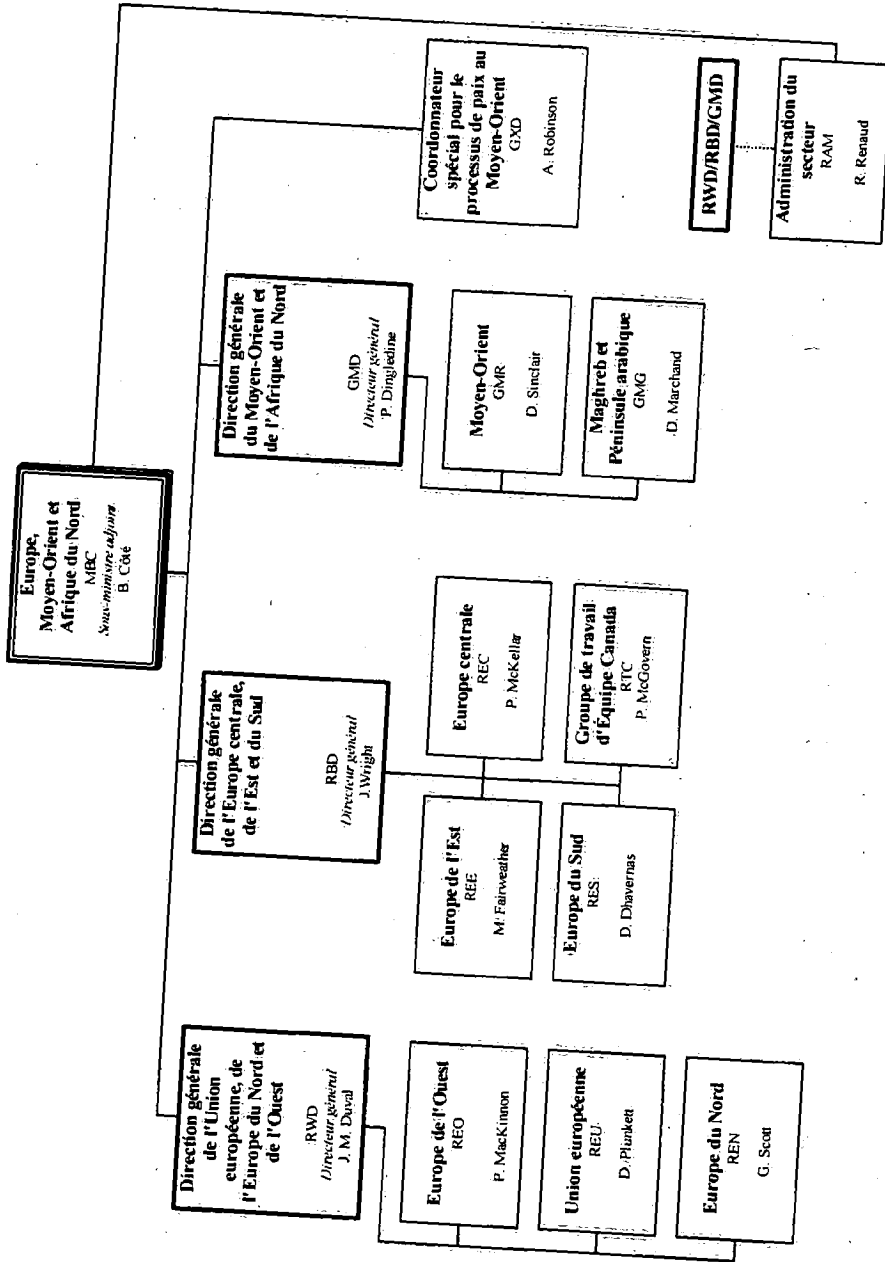 Europe,
Moyen-Orient et
Afrique du Nord
MBC
Sous-ministre adjoint
B. Côté
Direction générale
de l'Union
européenne, de
l'Europe du Nord et
de l'Ouest
RWD
Directeur général
J. M. Duval
Europe de l'Ouest
REO
P. MacKinnon
Union européenne
REU
D. Plunkett
Europe du Nord
REN
G. Scott
Direction générale
de l'Europe centrale,
de l'Est et du Sud
RBD
Directeur général
J. Wright
Europe de l'Est
REE
M. Fairweather
Europe centrale
REC
P. McKellar
Europe du Sud
RES
D. Dhavernas
Groupe de travail
d'Équipe Canada
RTC
P. McGovern
Direction générale
du Moyen-Orient et
de l'Afrique du Nord
GMD
Directeur général
P. Dingledine
Moyen-Orient
GMR
D. Sinclair
Maghreb et
Péninsule arabique
GMG
D. Marchand
Coordonnateur
spécial pour le
processus de paix au
Moyen-Orient
GXD
A. Robinson
RWD/RBD/GMD
Administration du
secteur
RAM
R. Renaud